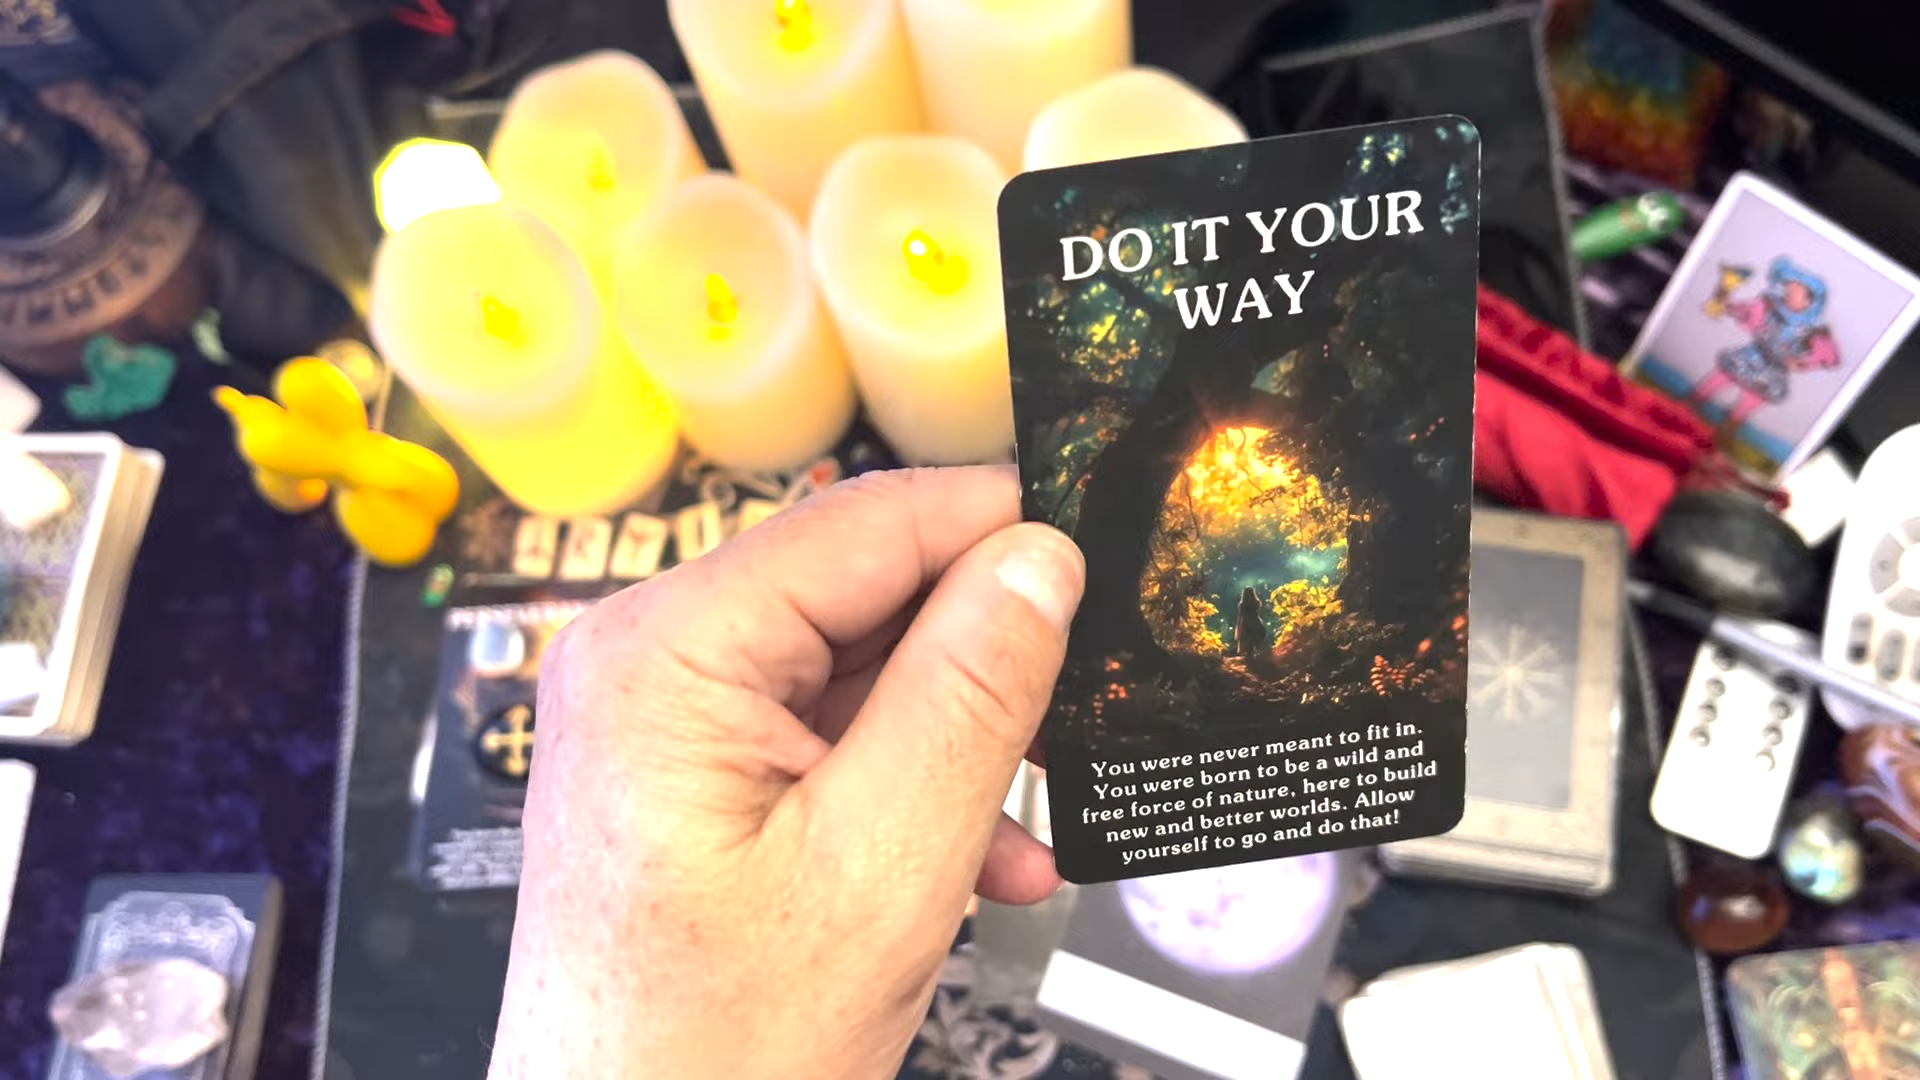 DO IT YOUR
WAY
You were never meant to fit in.
You were born to be a wild and
free force of nature, here to build
new and better worlds. Allow
yourself to go and do that!